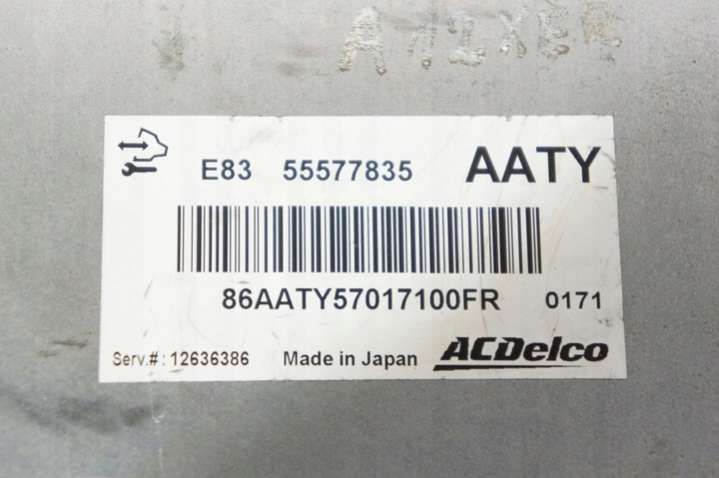 E83 55577835 AATY
86AATY57017100FR 0171
Serv.#: 12636386 Made in Japan ACDelco